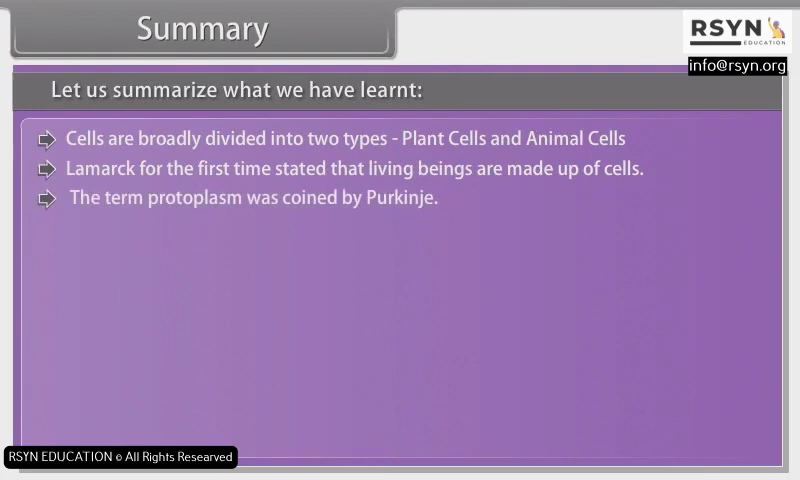 Summary
RSYN
EDUCATION
info@rsyn.org
Let us summarize what we have learnt:
Cells are broadly divided into two types - Plant Cells and Animal Cells
Lamarck for the first time stated that living beings are made up of cells.
The term protoplasm was coined by Purkinje.
RSYN EDUCATION © All Rights Researved